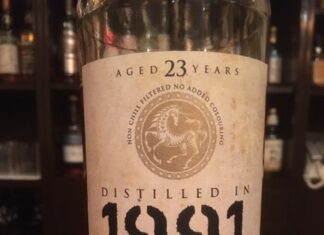 AGED 23 YEARS
NON CHILL FILTERED NO ADDED COLOURING
DISTILLED IN
1991